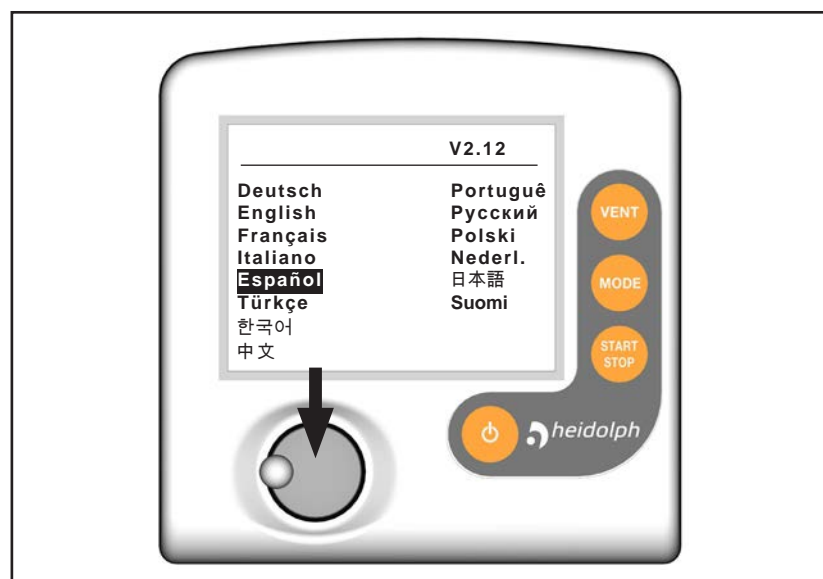 V2.12
Deutsch
English
Français
Italiano
Español
Türkçe
한국어
中文
Portuguê
Русский
Polski
Nederl.
日本語
Suomi
VENT
MODE
START
STOP
heidolph